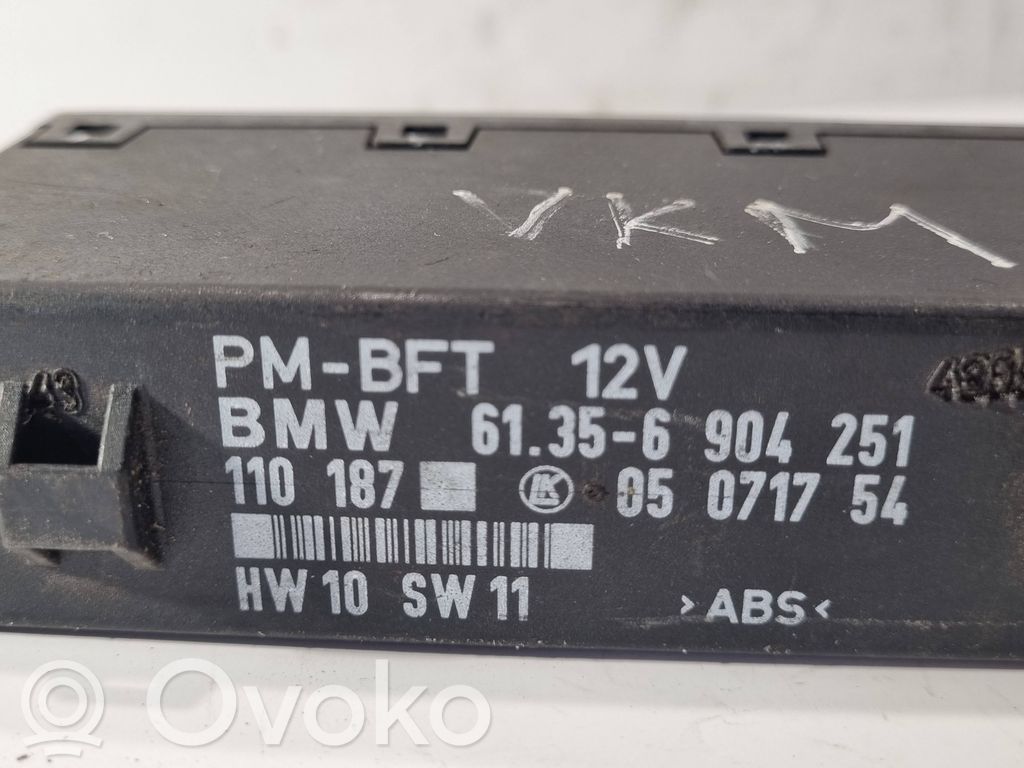 VKM
PM-BFT 12V
BMW 61.35-6 904 251
110 187 LK 05 0717 54
HW 10 SW 11 >ABS<
OVOKO